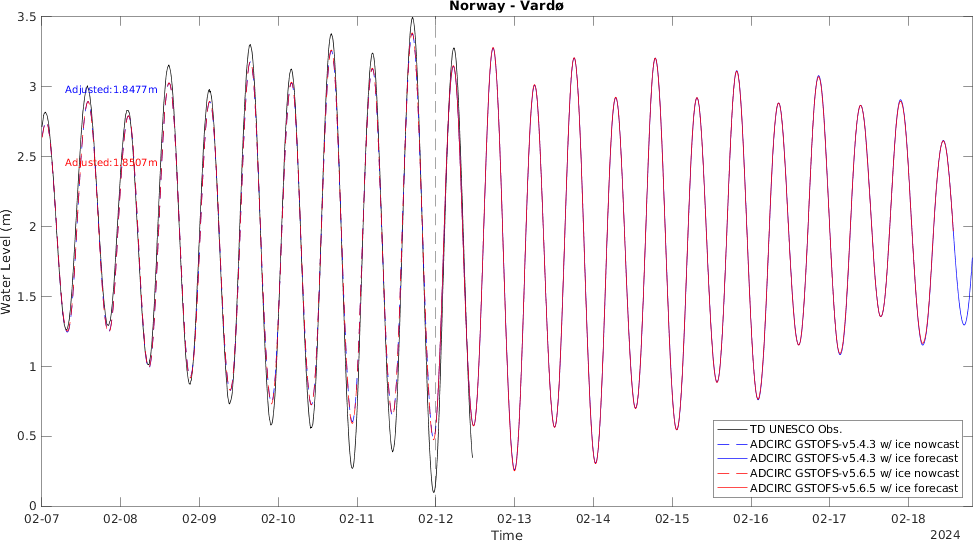 Norway - Vardø
3.5
3
2.5
2
1.5
1
0.5
0
Water Level (m)
Adjusted:1.8477m
Adjusted:1.8507m
TD UNESCO Obs.
ADCIRC GSTOFS-v5.4.3 w/ ice nowcast
ADCIRC GSTOFS-v5.4.3 w/ ice forecast
ADCIRC GSTOFS-v5.6.5 w/ ice nowcast
ADCIRC GSTOFS-v5.6.5 w/ ice forecast
02-07 02-08 02-09 02-10 02-11 02-12 02-13 02-14 02-15 02-16 02-17 02-18
Time
2024